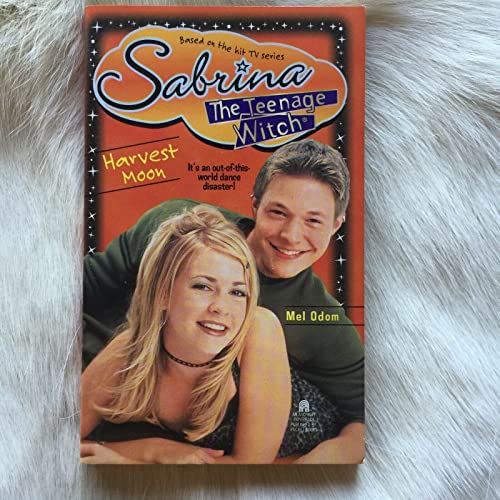 Based on the hit TV series
Sabrina
The Teenage
Witch®
Harvest
Moon
It's an out-of-this-
world dance
disaster!
Mel Odom